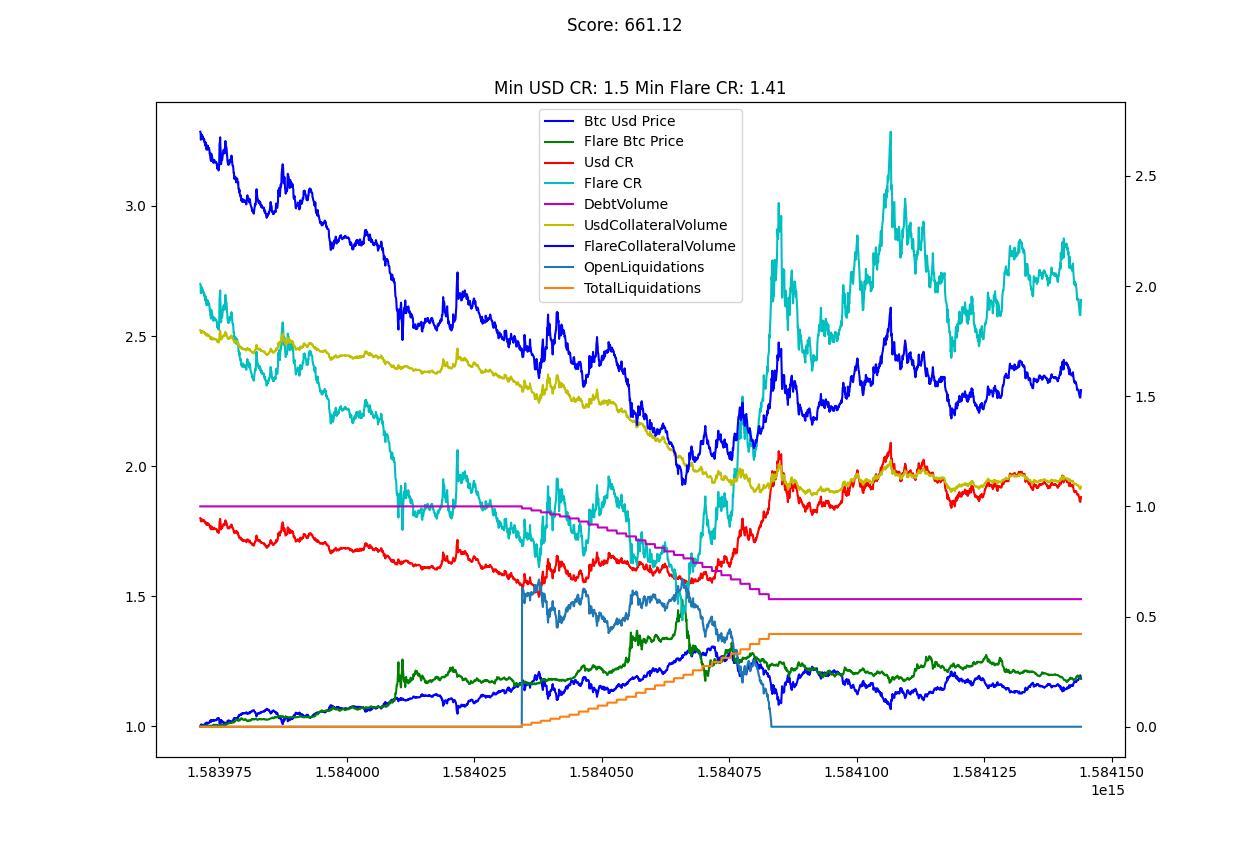 Score: 661.12
Min USD CR: 1.5 Min Flare CR: 1.41
Btc Usd Price
Flare Btc Price
Usd CR
Flare CR
DebtVolume
UsdCollateralVolume
FlareCollateralVolume
OpenLiquidations
TotalLiquidations
3.0
2.5
2.0
1.5
1.0
2.5
2.0
1.5
1.0
0.5
0.0
1.583975 1.584000 1.584025 1.584050 1.584075 1.584100 1.584125 1.584150
1e15